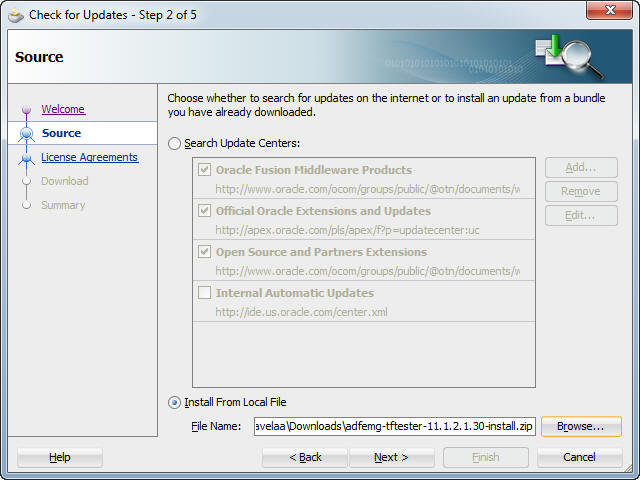 Check for Updates - Step 2 of 5
Source
Welcome
Source
License Agreements
Download
Summary
Choose whether to search for updates on the internet or to install an update from a bundle
you have already downloaded.
Search Update Centers:
Oracle Fusion Middleware Products
http://www.oracle.com/ocom/groups/public/@otn/documents/w
Official Oracle Extensions and Updates
http://apex.oracle.com/pls/apex/f?p=updatecenter:uc
Open Source and Partners Extensions
http://www.oracle.com/ocom/groups/public/@otn/documents/w
Internal Automatic Updates
http://ide.us.oracle.com/center.xml
Add...
Remove
Edit...
Install From Local File
File Name: avelaa\Downloads\adfemg-tftester-11.1.2.1.30-install.zip Browse...
Help < Back Next > Finish Cancel